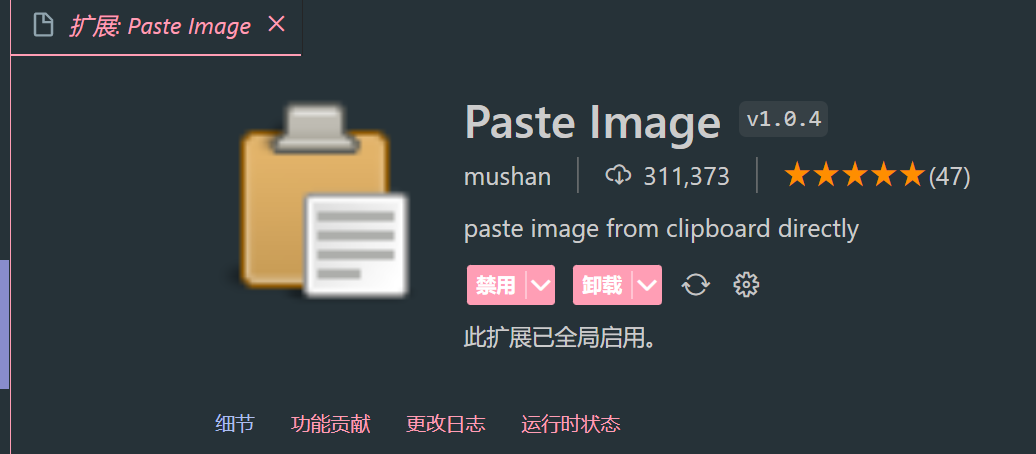 扩展: Paste Image
Paste Image v1.0.4
mushan 311,373 ★★★★★(47)
paste image from clipboard directly
禁用 卸载
此扩展已全局启用。
细节 功能贡献 更改日志 运行时状态